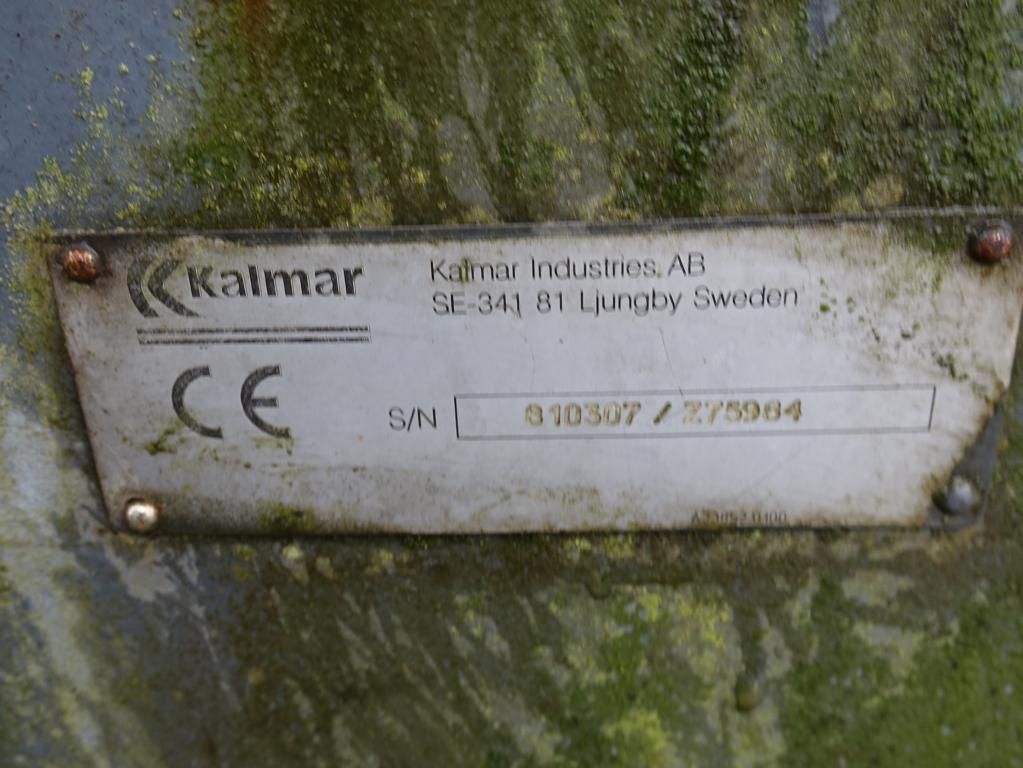 Kalmar
Kalmar Industries, AB
SE-341 81 Ljungby Sweden
CE
S/N 810307 / Z75984